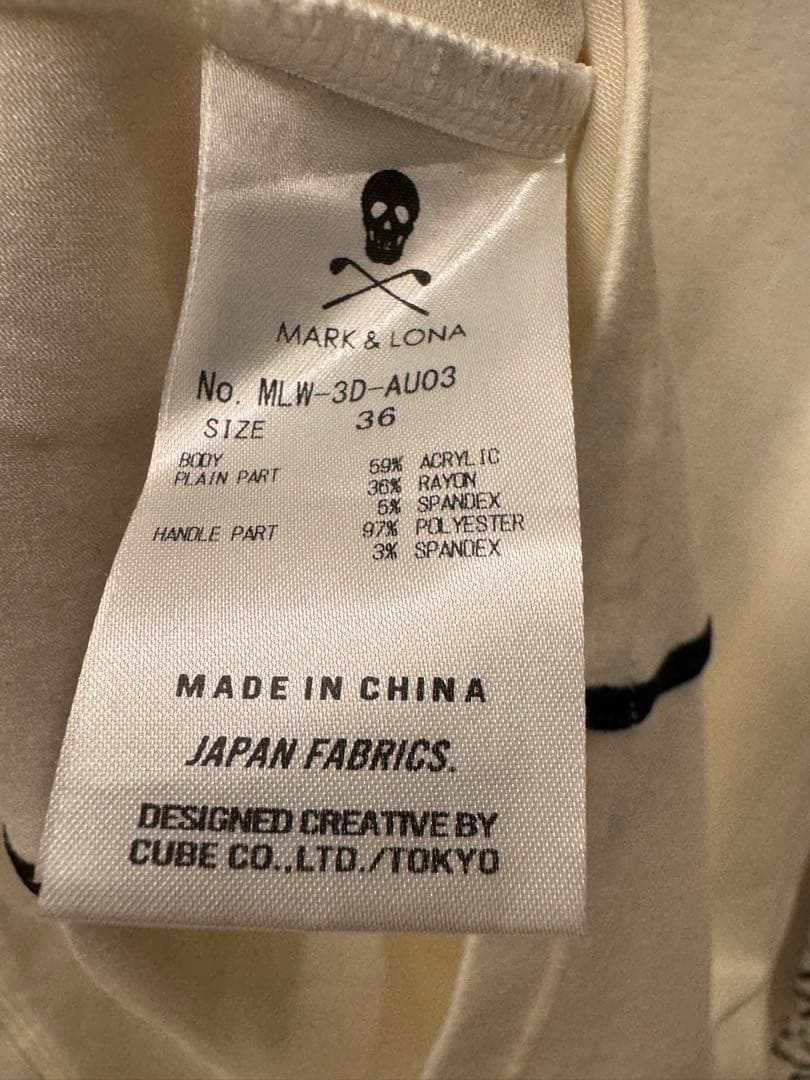 MARK & LONA
No. MLW-3D-AU03
SIZE 36
BODY
PLAIN PART 59% ACRYLIC
36% RAYON
5% SPANDEX
HANDLE PART 97% POLYESTER
3% SPANDEX
MADE IN CHINA
JAPAN FABRICS.
DESIGNED CREATIVE BY
CUBE CO.,LTD./TOKYO